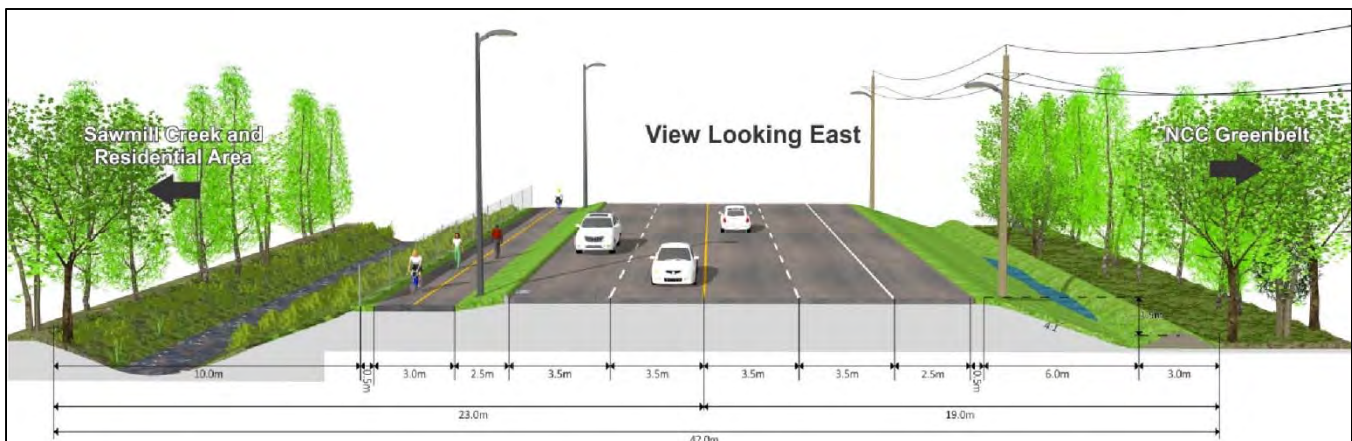 Sawmill Creek and
Residential Area
View Looking East
NCC Greenbelt
4:1
10.0m
0.5m
3.0m
2.5m
3.5m
3.5m
3.5m
3.5m
2.5m
0.5m
6.0m
3.0m
23.0m
19.0m
42.0m